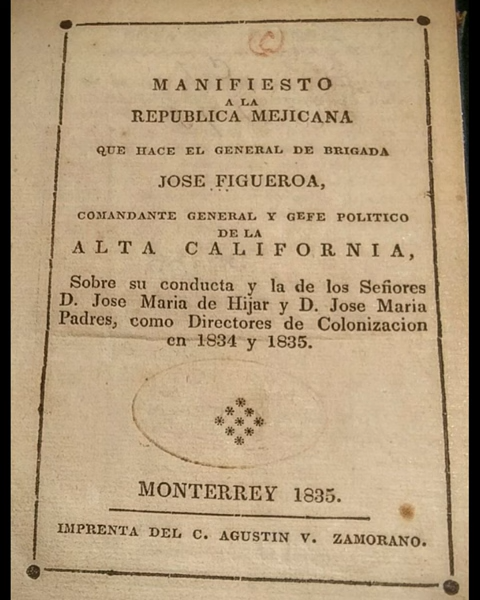 C
MANIFIESTO
A LA
REPUBLICA MEJICANA
QUE HACE EL GENERAL DE BRIGADA
JOSE FIGUEROA,
COMANDANTE GENERAL Y GEFE POLITICO
DE LA
ALTA CALIFORNIA,
Sobre su conducta y la de los Señores
D. Jose Maria de Hijar y D. Jose Maria
Padres, como Directores de Colonizacion
en 1834 y 1835.
MONTERREY 1835.
IMPRENTA DEL C. AGUSTIN V. ZAMORANO.